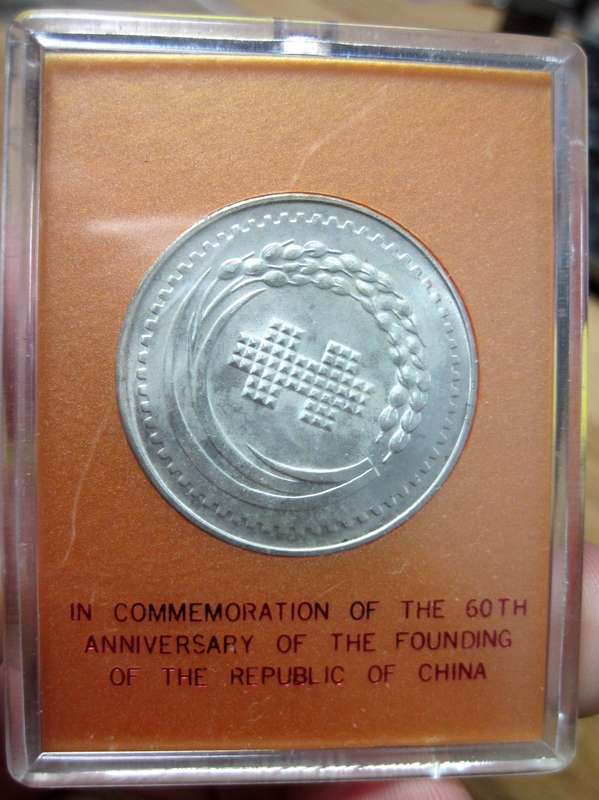 IN COMMEMORATION OF THE 60TH
ANNIVERSARY OF THE FOUNDING
OF THE REPUBLIC OF CHINA